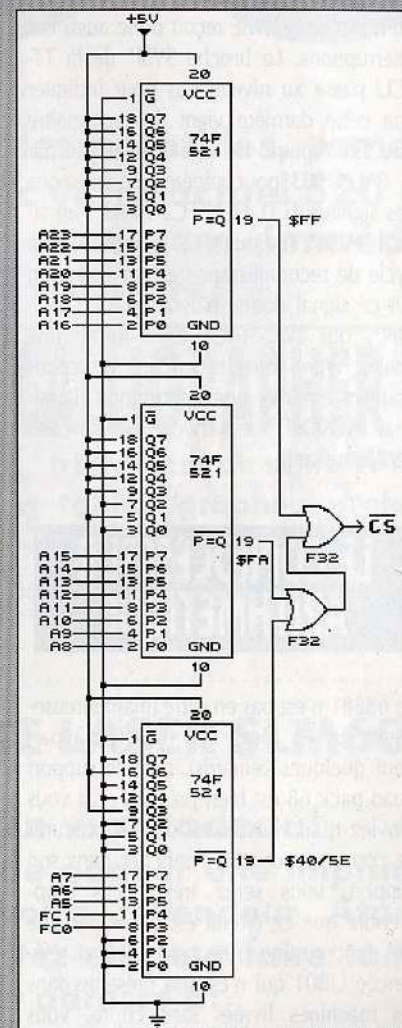 +5V
20
1 G VCC
18 Q7
16 Q6
14 Q5
12 Q4
9 Q3
7 Q2
5 Q1
3 Q0
74F
521
P=Q 19 $FF
A23 17 P7
A22 15 P6
A21 13 P5
A20 11 P4
A19 8 P3
A18 6 P2
A17 4 P1
A16 2 P0
GND
10
20
1 G VCC
18 Q7
16 Q6
14 Q5
12 Q4
9 Q3
7 Q2
5 Q1
3 Q0
74F
521
P=Q 19
$FA
A15 17 P7
A14 15 P6
A13 13 P5
A12 11 P4
A11 8 P3
A10 6 P2
A9 4 P1
A8 2 P0
GND
10
F32
CS
F32
20
1 G VCC
18 Q7
16 Q6
14 Q5
12 Q4
9 Q3
7 Q2
5 Q1
3 Q0
74F
521
P=Q 19 $40/5E
A7 17 P7
A6 15 P6
A5 13 P5
FC1 11 P4
FC0 8 P3
6 P2
4 P1
2 P0
GND
10